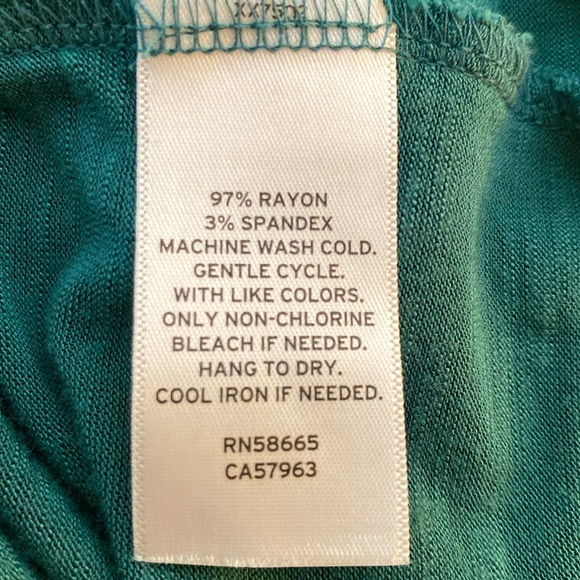 97% RAYON
3% SPANDEX
MACHINE WASH COLD.
GENTLE CYCLE.
WITH LIKE COLORS.
ONLY NON-CHLORINE
BLEACH IF NEEDED.
HANG TO DRY.
COOL IRON IF NEEDED.
RN58665
CA57963